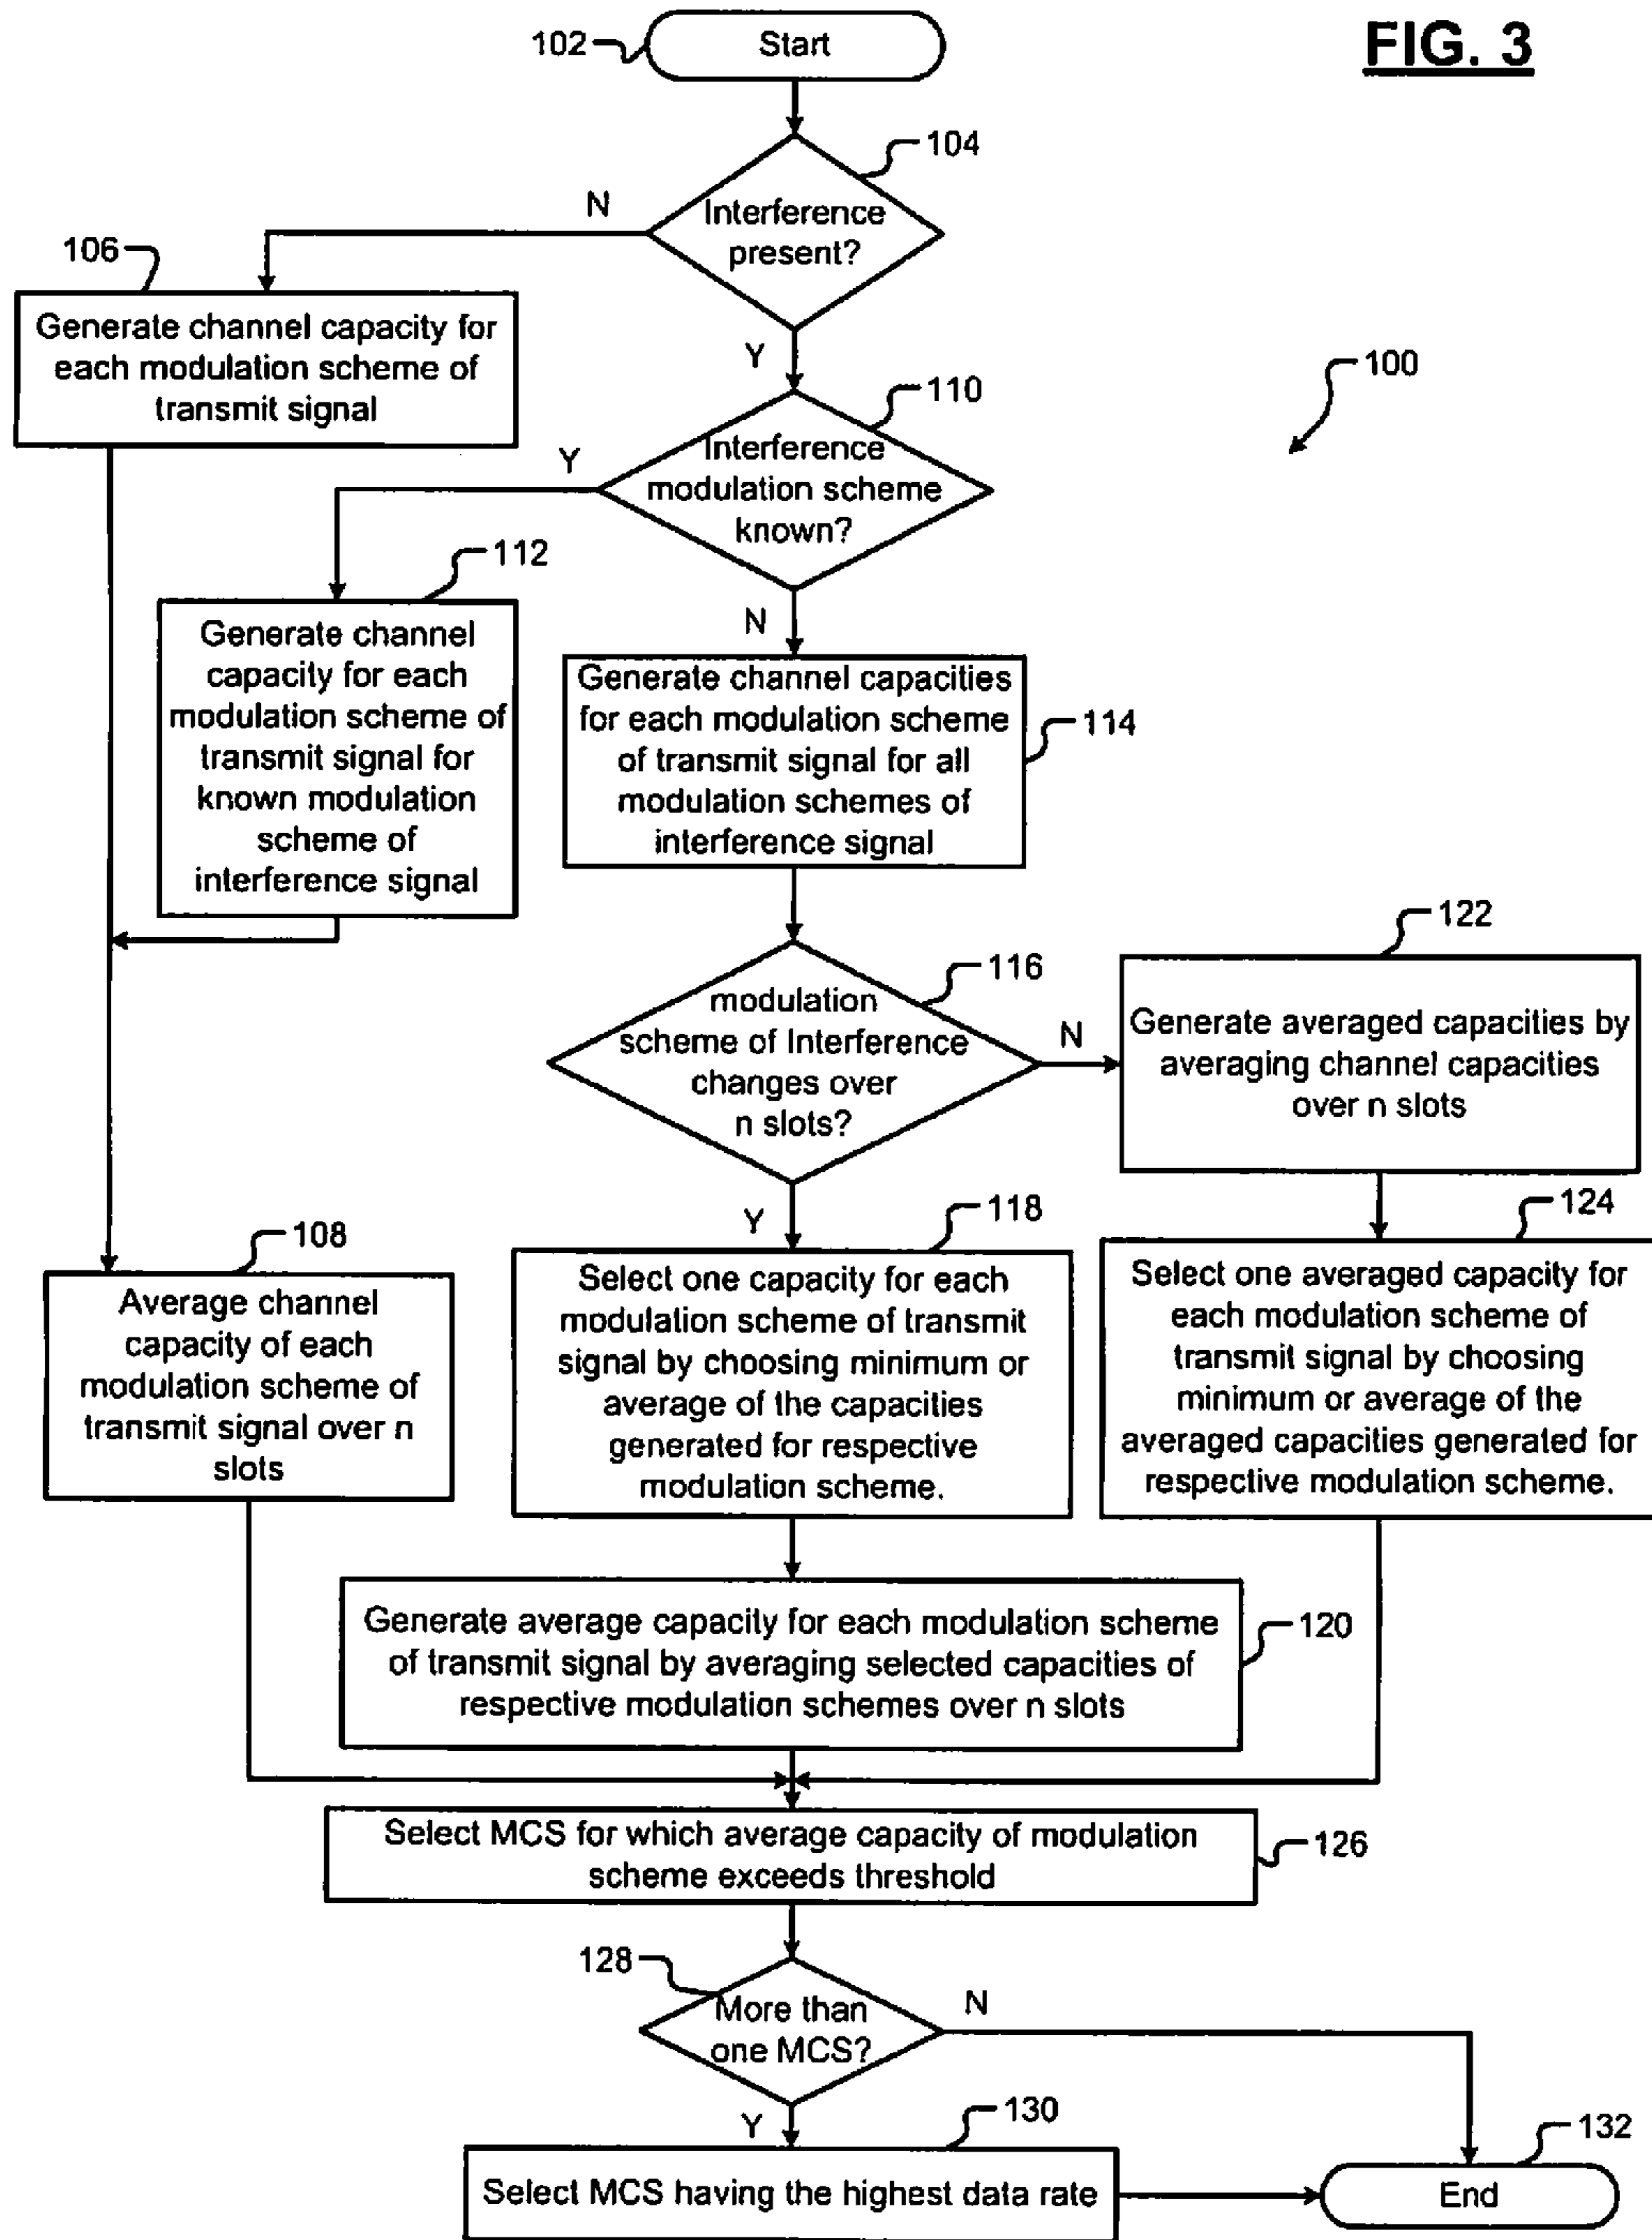 FIG. 3
102
Start
104
N
Interference
present?
106
Generate channel capacity for
each modulation scheme of
transmit signal
Y
100
110
Y
Interference
modulation scheme
known?
112
N
Generate channel
capacity for each
modulation scheme of
transmit signal for
known modulation
scheme of
interference signal
Generate channel capacities
for each modulation scheme
of transmit signal for all
modulation schemes of
interference signal
114
116
modulation
scheme of Interference
changes over
n slots?
N
122
Generate averaged capacities by
averaging channel capacities
over n slots
Y
118
124
108
Average channel
capacity of each
modulation scheme of
transmit signal over n
slots
Select one capacity for each
modulation scheme of transmit
signal by choosing minimum or
average of the capacities
generated for respective
modulation scheme.
Select one averaged capacity for
each modulation scheme of
transmit signal by choosing
minimum or average of the
averaged capacities generated for
respective modulation scheme.
Generate average capacity for each modulation scheme
of transmit signal by averaging selected capacities of
respective modulation schemes over n slots
120
Select MCS for which average capacity of modulation
scheme exceeds threshold
126
128
More than
one MCS?
N
Y
130
Select MCS having the highest data rate
132
End